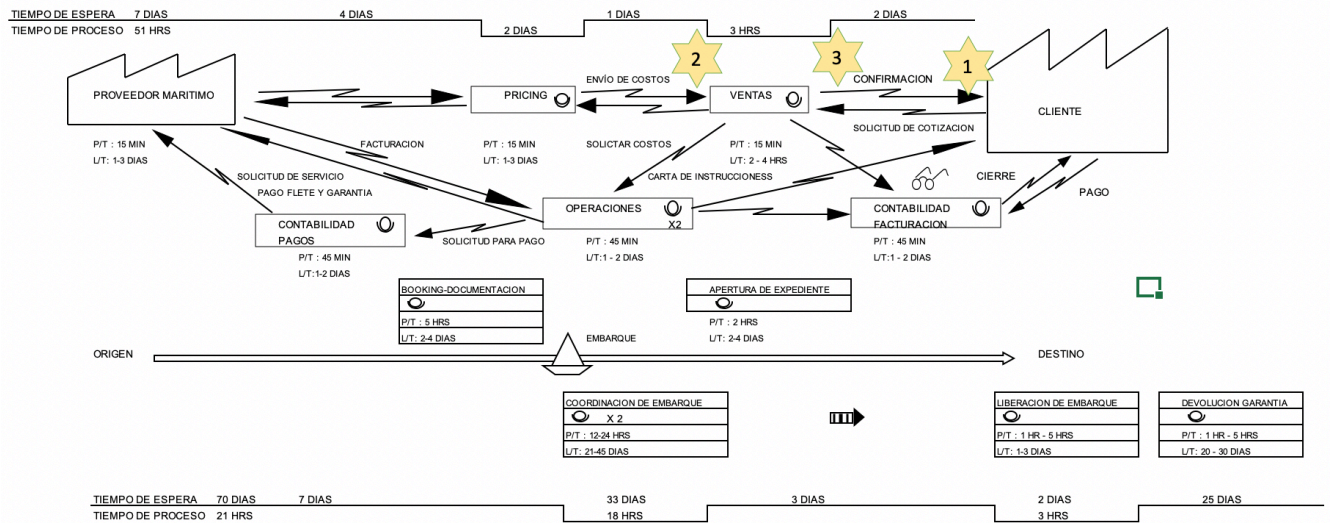 TIEMPO DE ESPERA 7 DIAS 4 DIAS 1 DIAS 2 DIAS
TIEMPO DE PROCESO 51 HRS 2 DIAS 3 HRS
2
3
1
PROVEEDOR MARITIMO
P/T : 15 MIN
L/T: 1-3 DIAS
PRICING
P/T : 15 MIN
L/T: 1-3 DIAS
ENVÍO DE COSTOS
VENTAS
P/T : 15 MIN
L/T: 2 - 4 HRS
CONFIRMACION
SOLICITUD DE COTIZACION
CLIENTE
FACTURACION
SOLICTAR COSTOS
SOLICITUD DE SERVICIO
PAGO FLETE Y GARANTIA
CARTA DE INSTRUCCIONESS
CIERRE
PAGO
CONTABILIDAD
PAGOS
P/T : 45 MIN
L/T:1-2 DIAS
SOLICITUD PARA PAGO
OPERACIONES
X2
P/T : 45 MIN
L/T:1 - 2 DIAS
CONTABILIDAD
FACTURACION
P/T : 45 MIN
L/T:1 - 2 DIAS
BOOKING-DOCUMENTACION
P/T : 5 HRS
L/T: 2-4 DIAS
APERTURA DE EXPEDIENTE
P/T : 2 HRS
L/T: 2-4 DIAS
EMBARQUE
ORIGEN
DESTINO
COORDINACION DE EMBARQUE
X 2
P/T : 12-24 HRS
L/T: 21-45 DIAS
LIBERACION DE EMBARQUE
P/T : 1 HR - 5 HRS
L/T: 1-3 DIAS
DEVOLUCION GARANTIA
P/T : 1 HR - 5 HRS
L/T: 20 - 30 DIAS
TIEMPO DE ESPERA 70 DIAS 7 DIAS 33 DIAS 3 DIAS 2 DIAS 25 DIAS
TIEMPO DE PROCESO 21 HRS 18 HRS 3 HRS